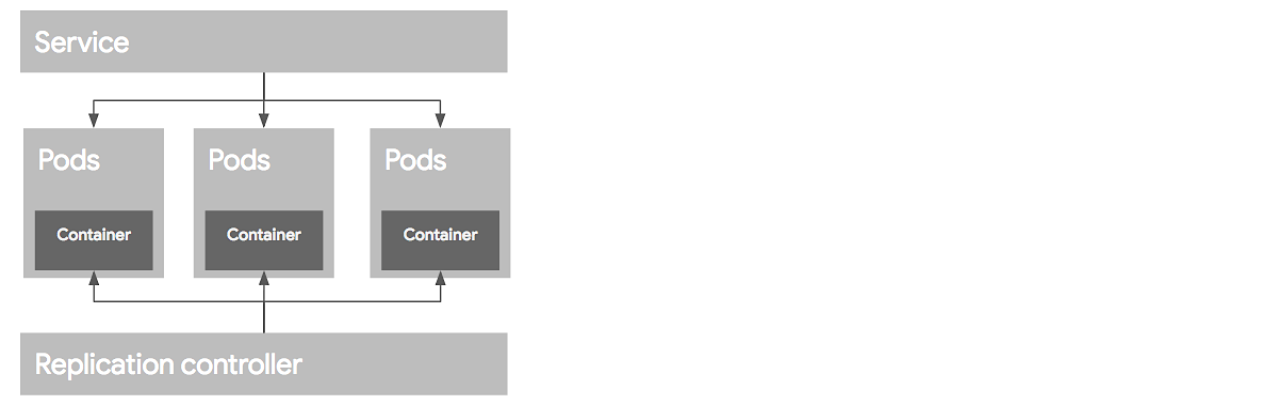 Service
Pods
Pods
Pods
Container
Container
Container
Replication controller